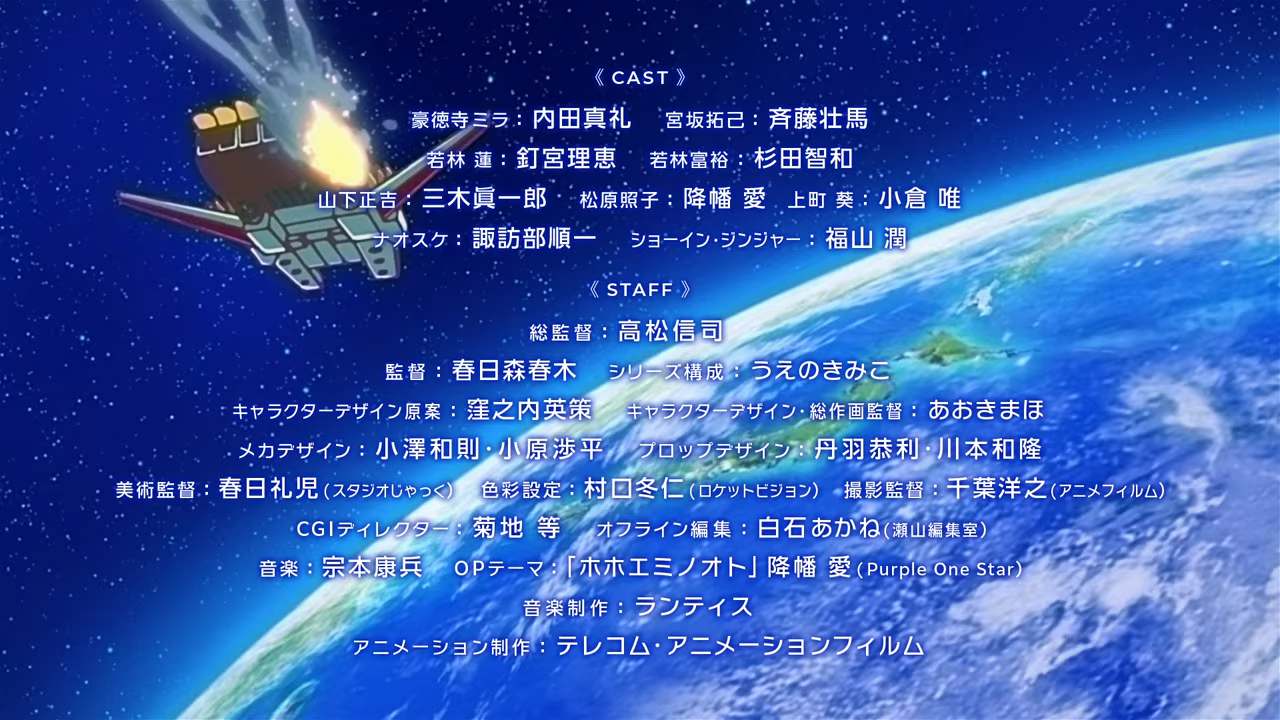 《 CAST 》
豪徳寺ミラ：内田真礼　宮坂拓己：斉藤壮馬
若林 蓮：釘宮理恵　若林富裕：杉田智和
山下正吉：三木眞一郎　松原照子：降幡 愛　上町 葵：小倉 唯
ナオスケ：諏訪部順一　ショーイン・ジンジャー：福山 潤
《 STAFF 》
総監督：高松信司
監督：春日森春木　シリーズ構成：うえのきみこ
キャラクターデザイン原案：窪之内英策　キャラクターデザイン・総作画監督：あおきまほ
メカデザイン：小澤和則・小原渉平　プロップデザイン：丹羽恭利・川本和隆
美術監督：春日礼児（スタジオじゃっく）　色彩設定：村口冬仁（ロケットビジョン）　撮影監督：千葉洋之（アニメフィルム）
CGIディレクター：菊地 等　オフライン編集：白石あかね（瀬山編集室）
音楽：宗本康兵　OPテーマ：「ホホエミノオト」降幡 愛（Purple One Star）
音楽制作：ランティス
アニメーション制作：テレコム・アニメーションフィルム